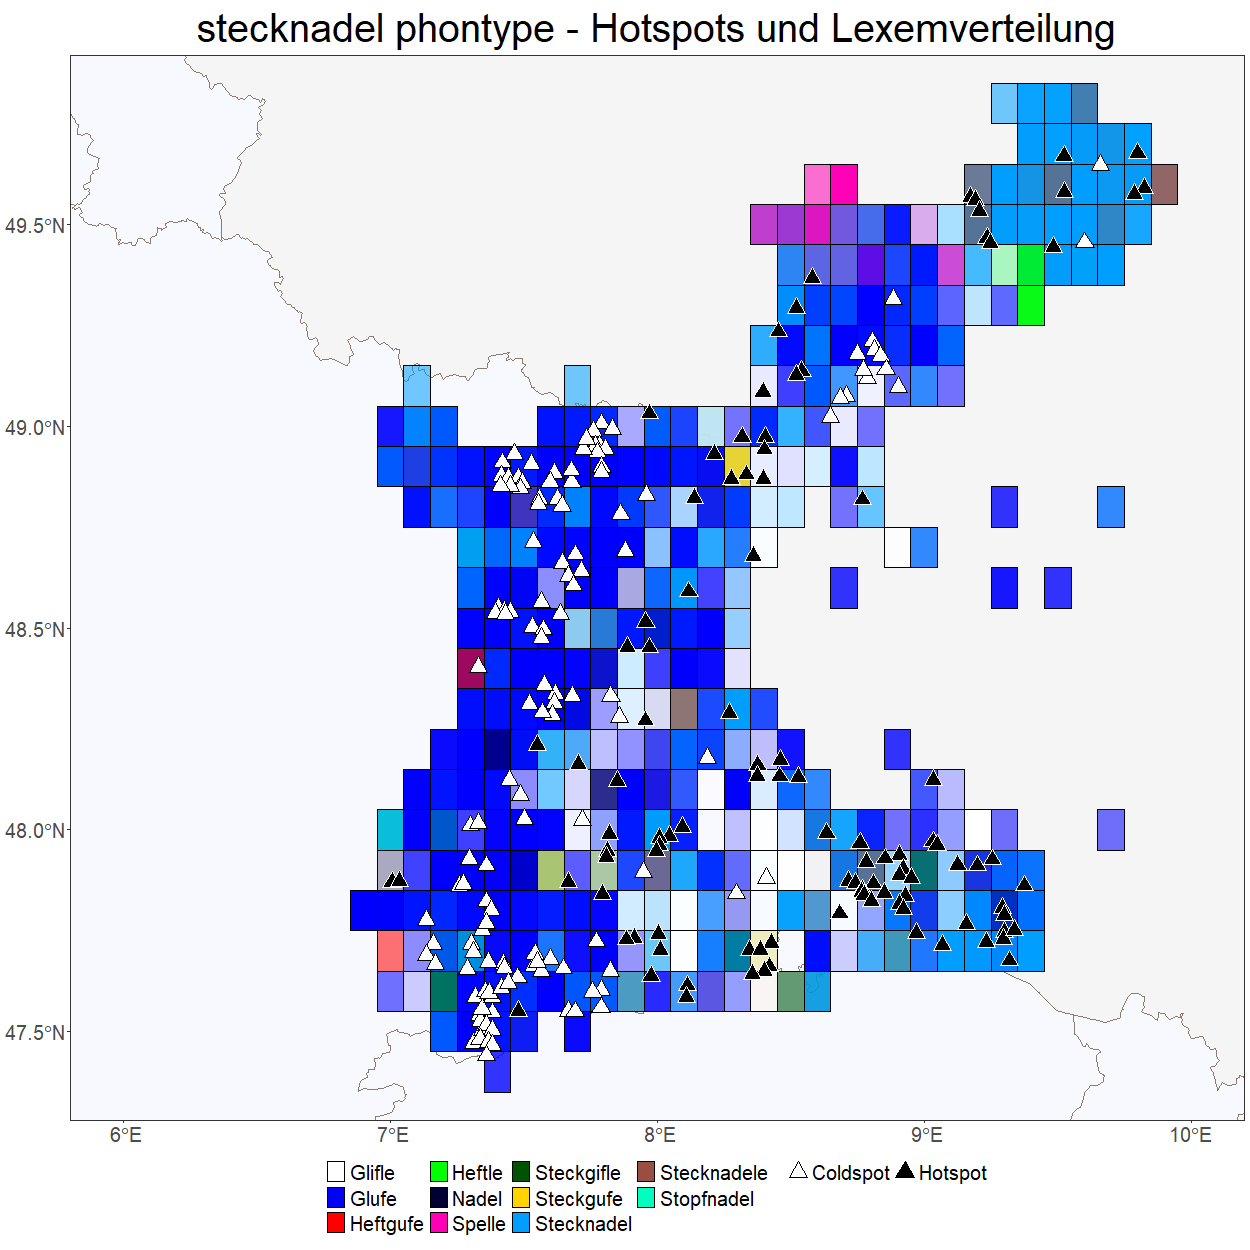 stecknadel phontype - Hotspots und Lexemverteilung
49.5°N
49.0°N
48.5°N
48.0°N
47.5°N
6°E 7°E 8°E 9°E 10°E
Glifle Heftle Steckgifle Stecknadele Coldspot Hotspot
Glufe Nadel Steckgufe Stopfnadel
Heftgufe Spelle Stecknadel